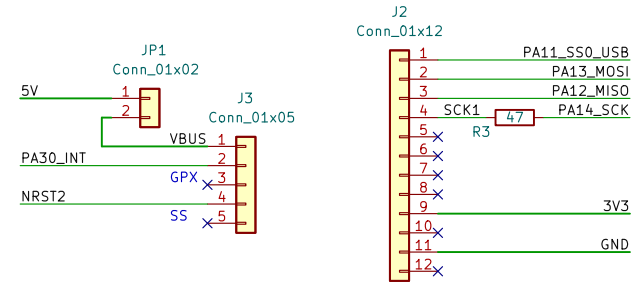 JP1
Conn_01x02
5V
1
2
J3
Conn_01x05
VBUS
1
PA30_INT
2
GPX
3
NRST2
4
SS
5
J2
Conn_01x12
1
PA11_SS0_USB
2
PA13_MOSI
3
PA12_MISO
4
SCK1
47
PA14_SCK
R3
5
6
7
8
9
3V3
10
11
GND
12